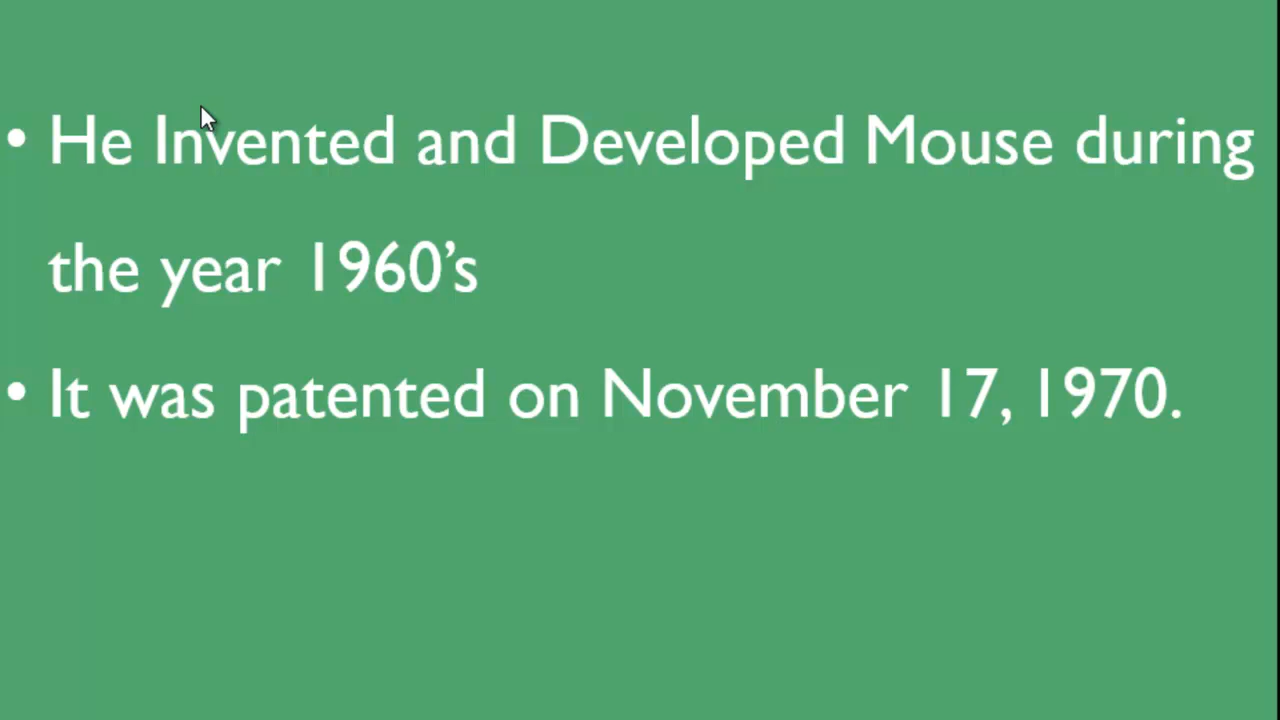 • He Invented and Developed Mouse during
the year 1960’s
• It was patented on November 17, 1970.